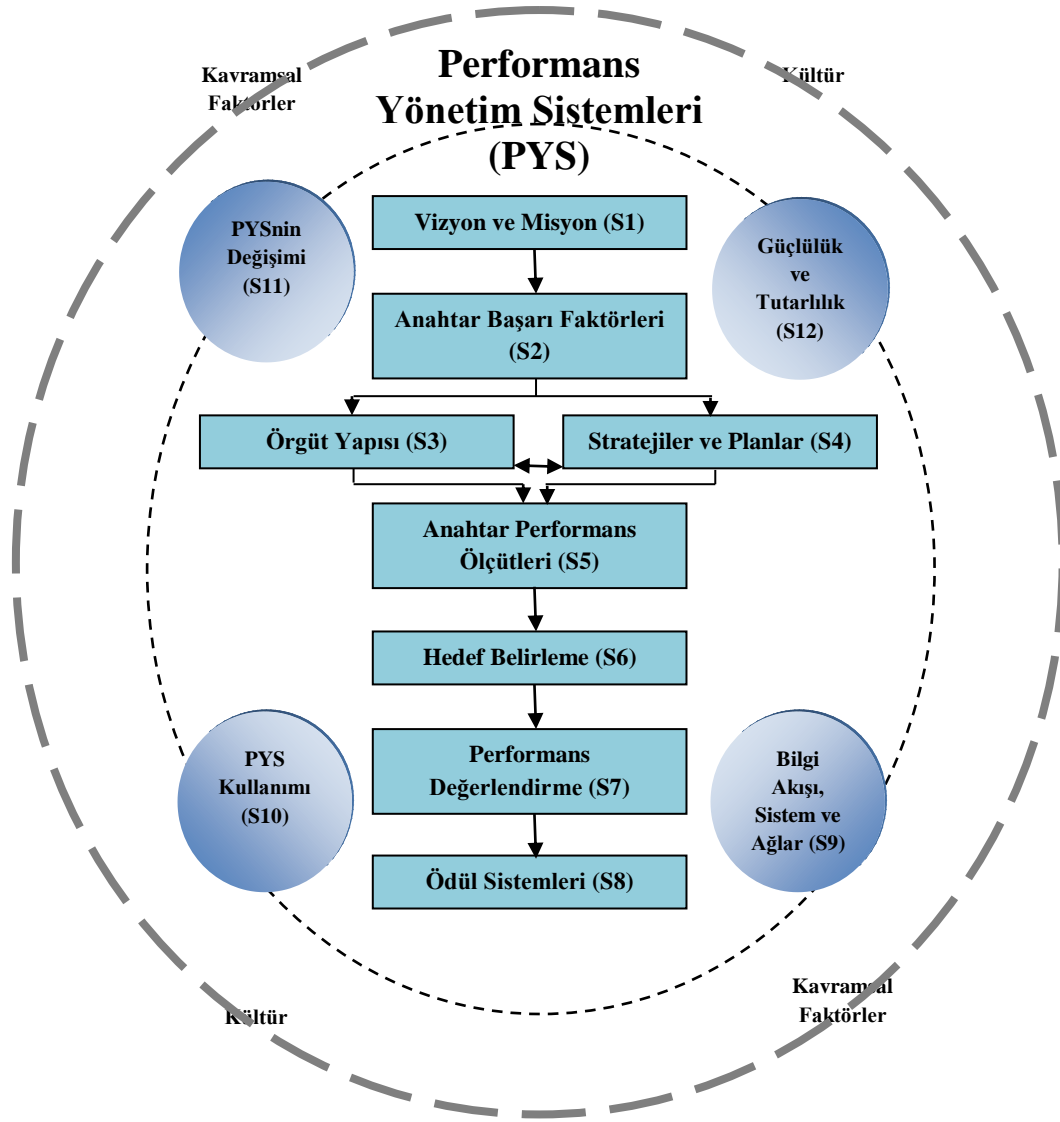 Performans
Yönetim Sistemleri
(PYS)
Kavramsal
Faktörler
Kültür
PYSnin
Değişimi
(S11)
Vizyon ve Misyon (S1)
Güçlülük
ve
Tutarlılık
(S12)
Anahtar Başarı Faktörleri
(S2)
Örgüt Yapısı (S3)
Stratejiler ve Planlar (S4)
Anahtar Performans
Ölçütleri (S5)
Hedef Belirleme (S6)
PYS
Kullanımı
(S10)
Performans
Değerlendirme (S7)
Bilgi
Akışı,
Sistem ve
Ağlar (S9)
Ödül Sistemleri (S8)
Kültür
Kavramsal
Faktörler